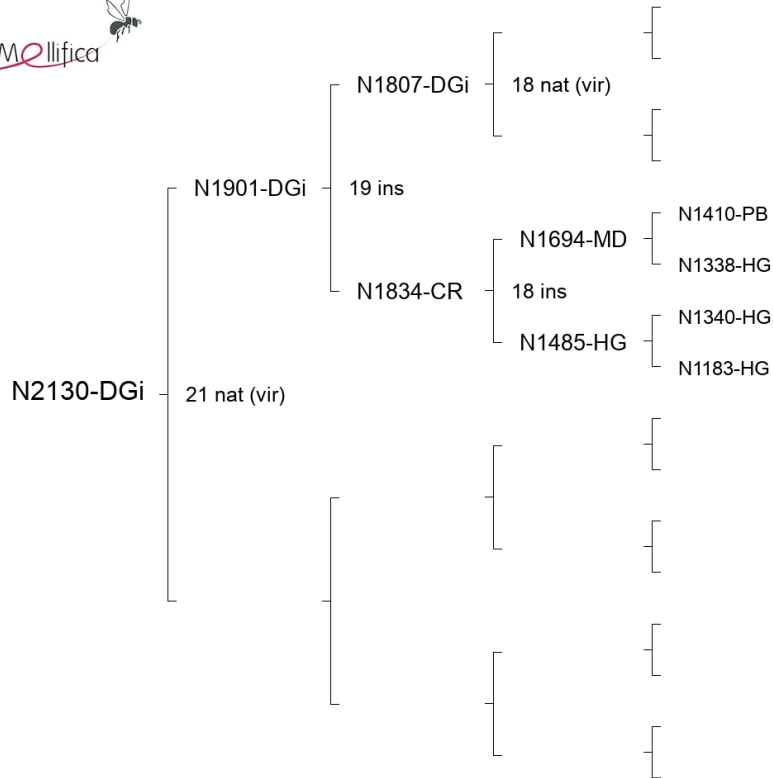 Mellifica
N1807-DGi
18 nat (vir)
N1901-DGi
19 ins
N1694-MD
N1410-PB
N1338-HG
N1834-CR
18 ins
N1485-HG
N1340-HG
N1183-HG
N2130-DGi
21 nat (vir)